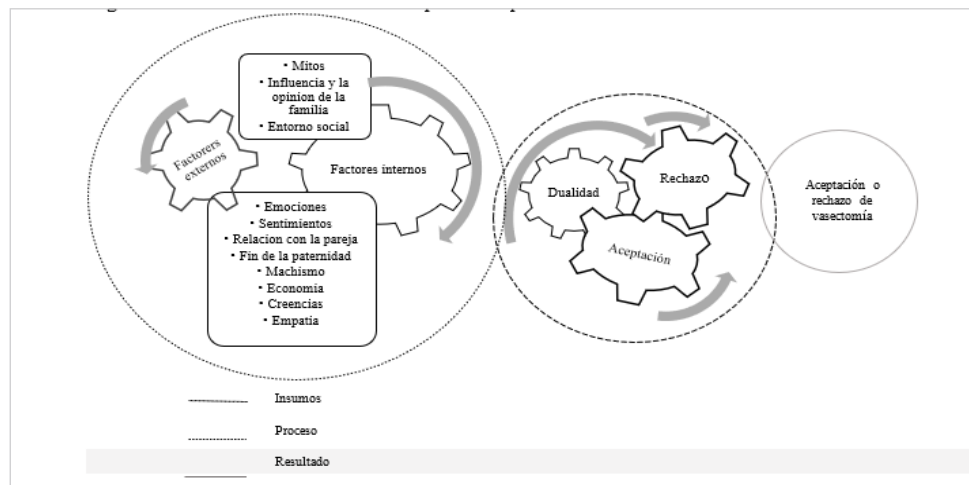 • Mitos
• Influencia y la
opinion de la
familia
• Entorno social
Factorers
externos
Factores internos
• Emociones
• Sentimientos
• Relacion con la pareja
• Fin de la paternidad
• Machismo
• Economia
• Creencias
• Empatia
Dualidad
Rechazo
Aceptación
Aceptación o
rechazo de
vasectomía
Insumos
Proceso
Resultado